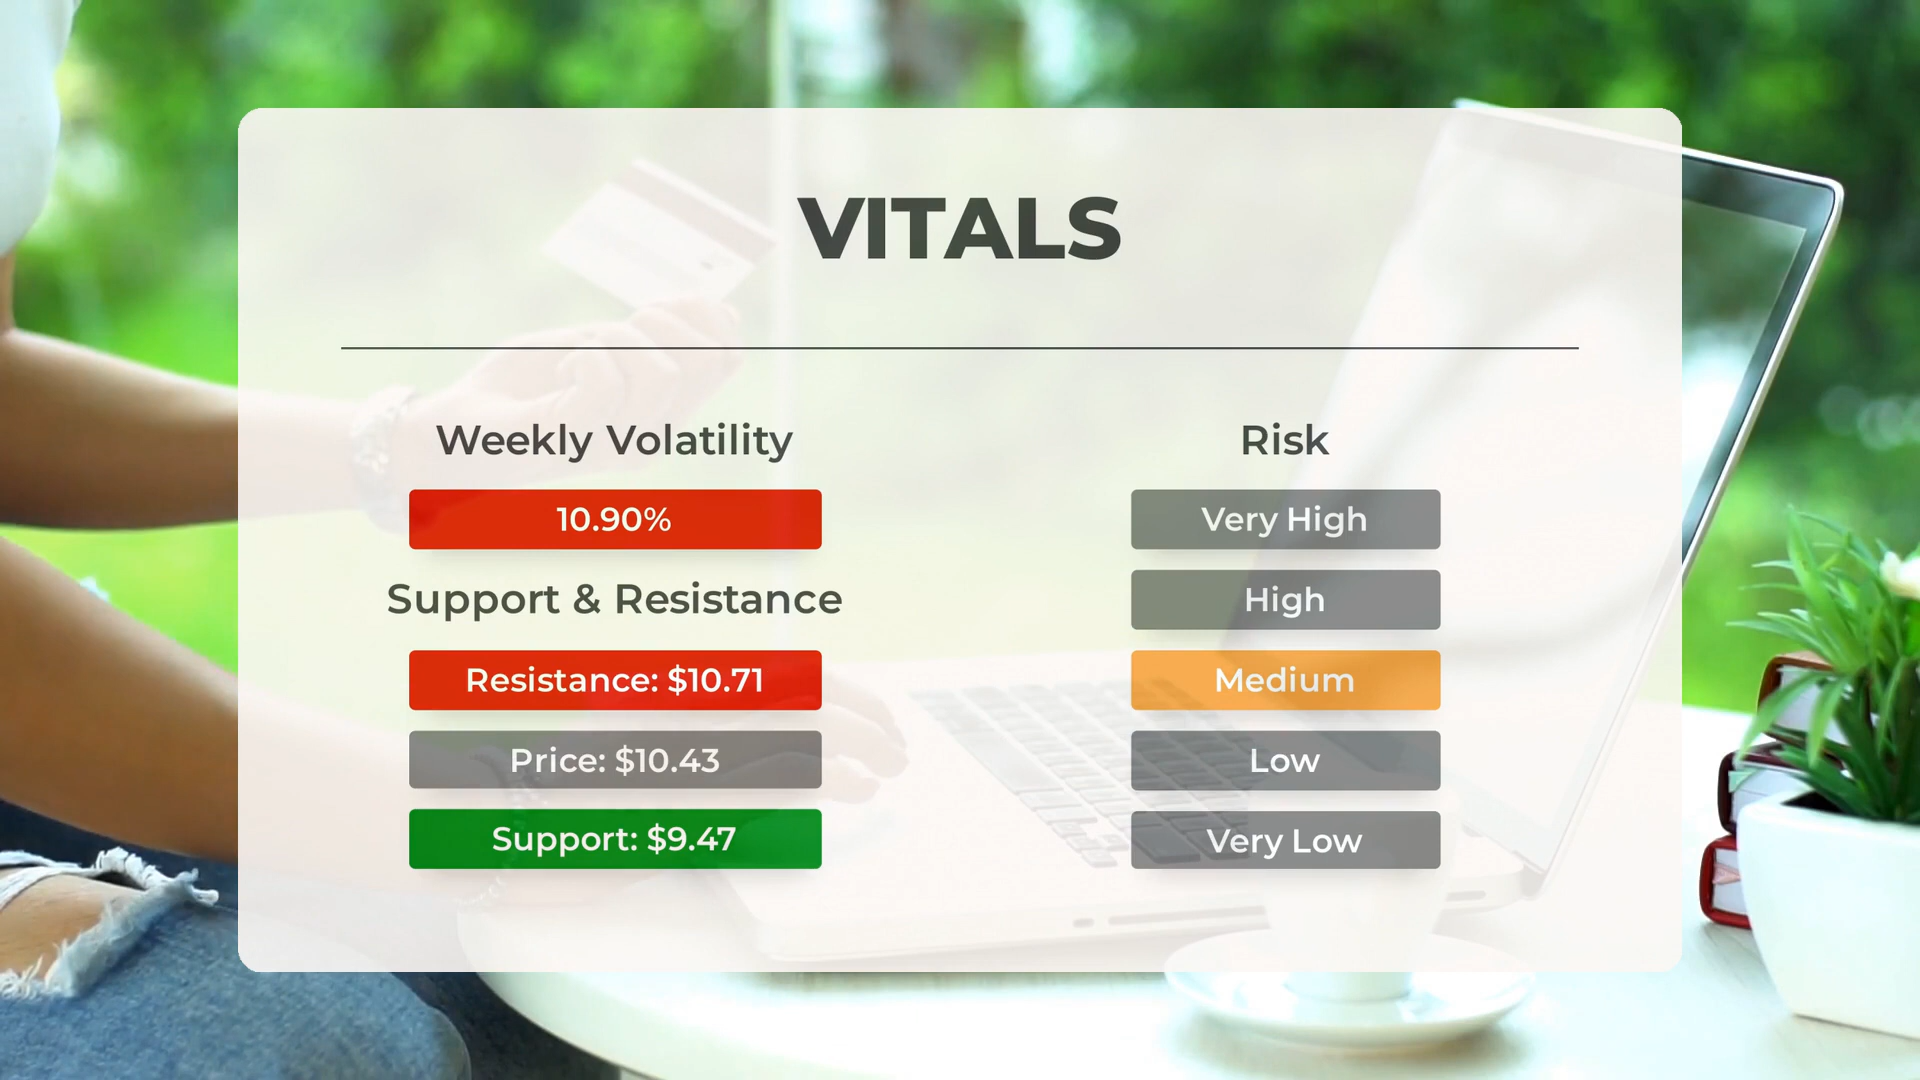 VITALS
Weekly Volatility
10.90%
Support & Resistance
Resistance: $10.71
Price: $10.43
Support: $9.47
Risk
Very High
High
Medium
Low
Very Low